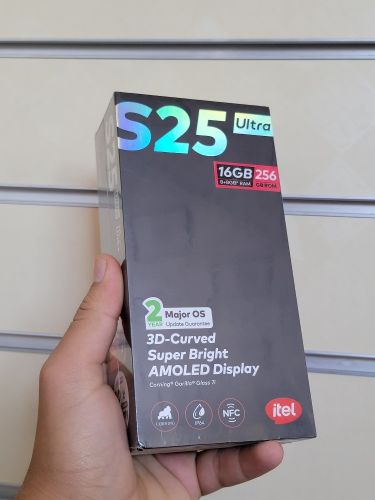 S25 Ultra
16GB 256
8+8GB* RAM GB ROM
2 Major OS
YEAR Update Guarantee
3D-Curved
Super Bright
AMOLED Display
Corning® Gorilla® Glass 7i
IP64
NFC
itel